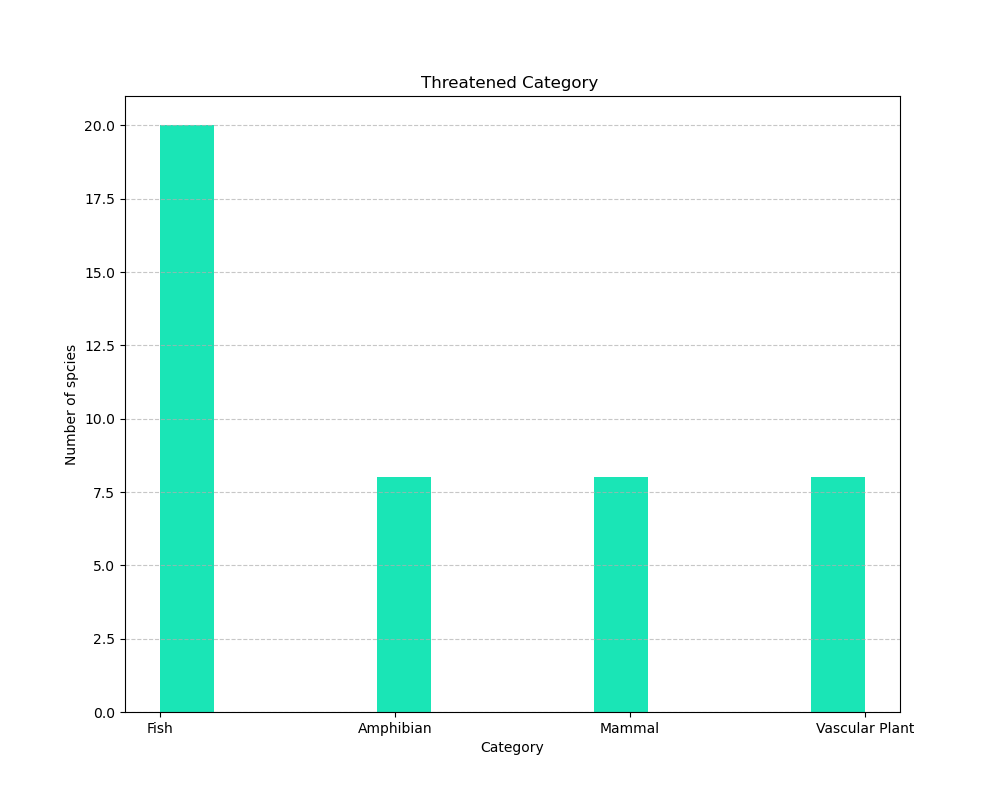 Threatened Category
20.0
17.5
15.0
12.5
10.0
7.5
5.0
2.5
0.0
Number of spcies
Fish Amphibian Mammal Vascular Plant
Category